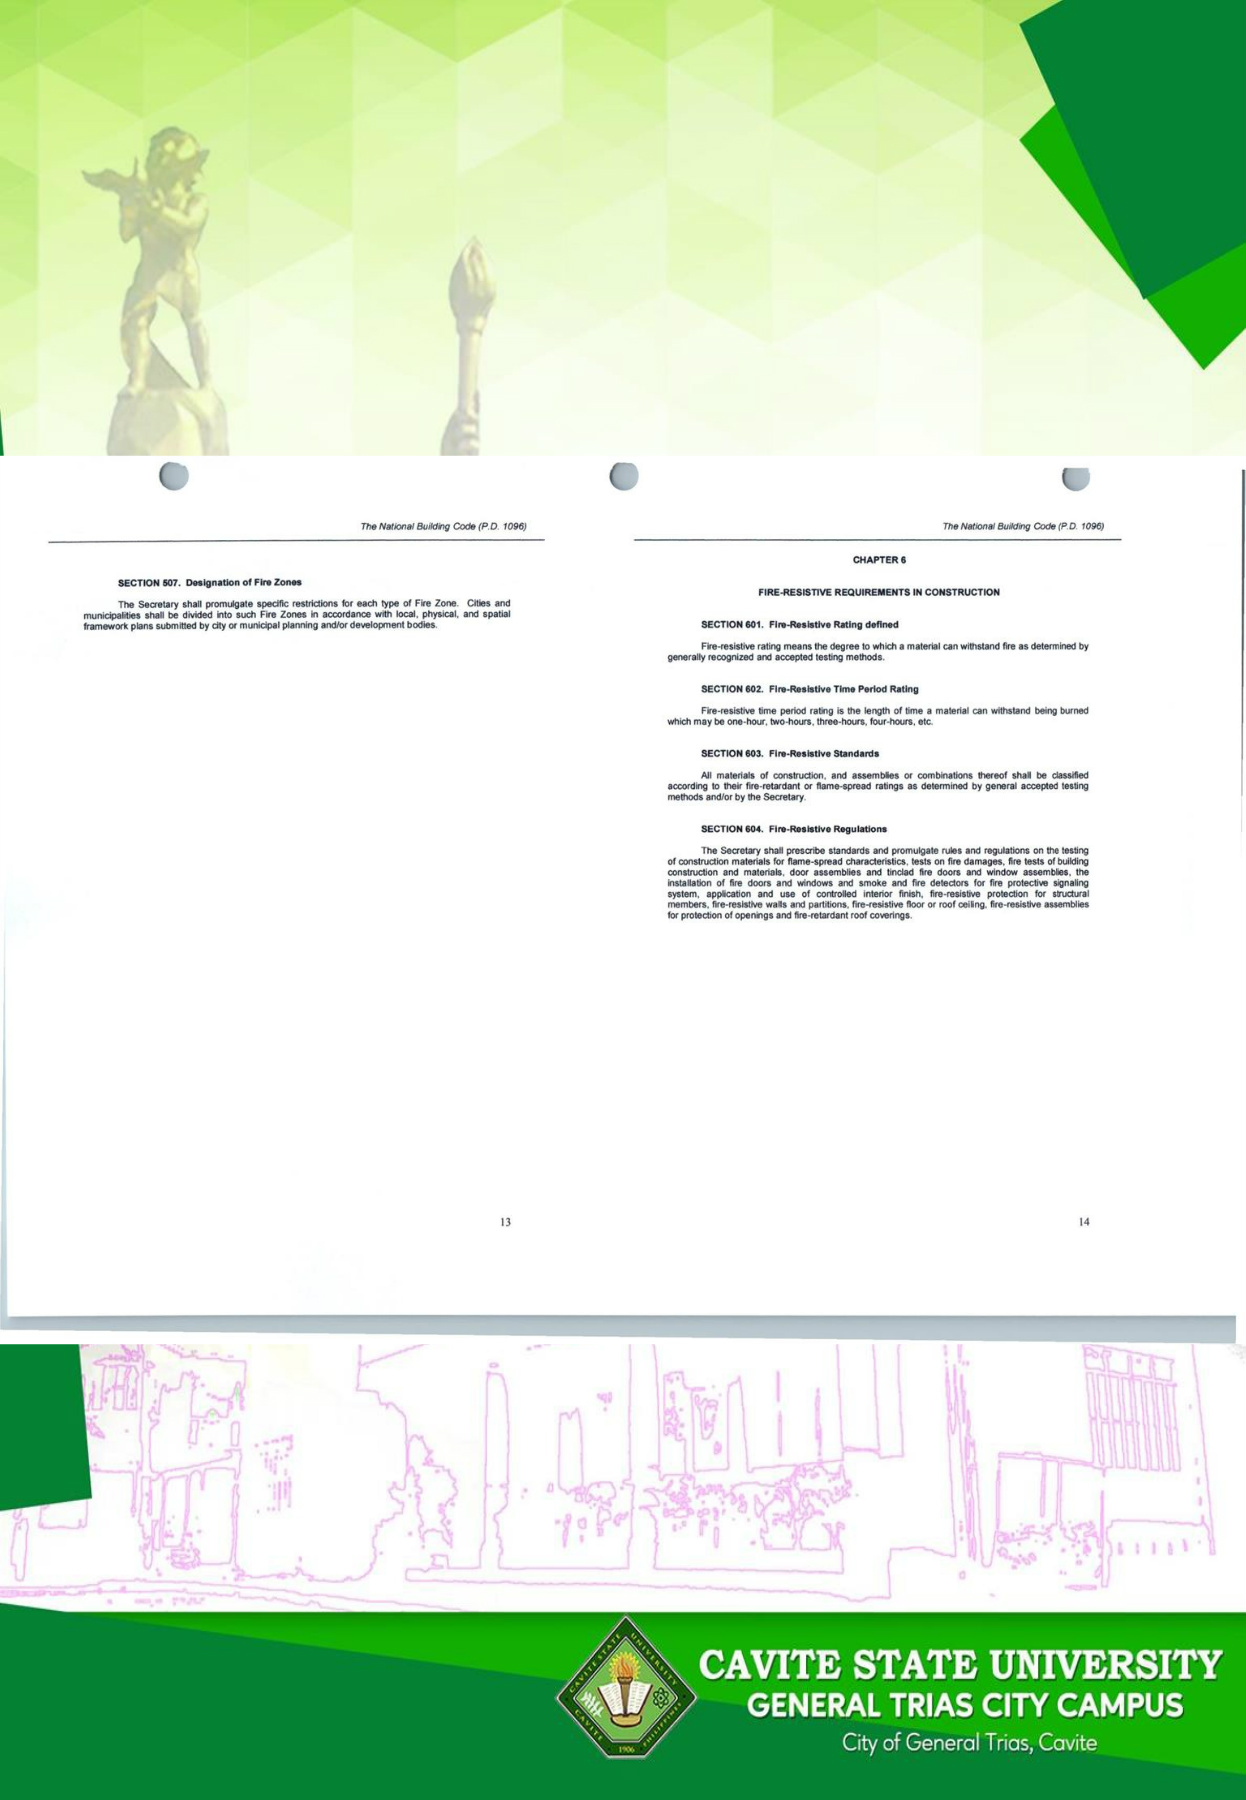 The National Building Code (P.D. 1096)
SECTION 507. Designation of Fire Zones
The Secretary shall promulgate specific restrictions for each type of Fire Zone. Cities and
municipalities shall be divided into such Fire Zones in accordance with local, physical, and spatial
framework plans submitted by city or municipal planning and/or development bodies.
13
The National Building Code (P.D. 1096)
CHAPTER 6
FIRE-RESISTIVE REQUIREMENTS IN CONSTRUCTION
SECTION 601. Fire-Resistive Rating defined
Fire-resistive rating means the degree to which a material can withstand fire as determined by
generally recognized and accepted testing methods.
SECTION 602. Fire-Resistive Time Period Rating
Fire-resistive time period rating is the length of time a material can withstand being burned
which may be one-hour, two-hours, three-hours, four-hours, etc.
SECTION 603. Fire-Resistive Standards
All materials of construction, and assemblies or combinations thereof shall be classified
according to their fire-retardant or flame-spread ratings as determined by general accepted testing
methods and/or by the Secretary.
SECTION 604. Fire-Resistive Regulations
The Secretary shall prescribe standards and promulgate rules and regulations on the testing
of construction materials for flame-spread characteristics, tests on fire damages, fire tests of building
construction and materials, door assemblies and tinclad fire doors and window assemblies, the
installation of fire doors and windows and smoke and fire detectors for fire protective signaling
system, application and use of controlled interior finish, fire-resistive protection for structural
members, fire-resistive walls and partitions, fire-resistive floor or roof ceiling, fire-resistive assemblies
for protection of openings and fire-retardant roof coverings.
14
CAVITE STATE UNIVERSITY
CAVITE
PHILIPPINES
1906
CAVITE STATE UNIVERSITY
GENERAL TRIAS CITY CAMPUS
City of General Trias, Cavite